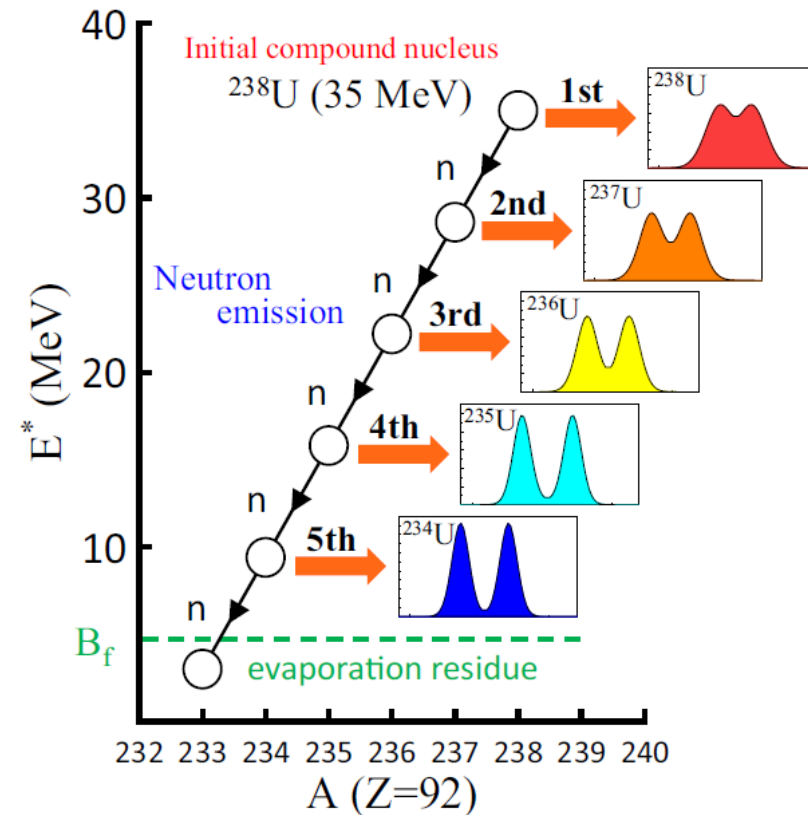 40
Initial compound nucleus
²³⁸U (35 MeV)
1st
²³⁸U
n
30
2nd
²³⁷U
Neutron
emission
n
3rd
²³⁶U
E* (MeV)
20
n
4th
²³⁵U
n
10
5th
²³⁴U
n
B_f
evaporation residue
232 233 234 235 236 237 238 239 240
A (Z=92)